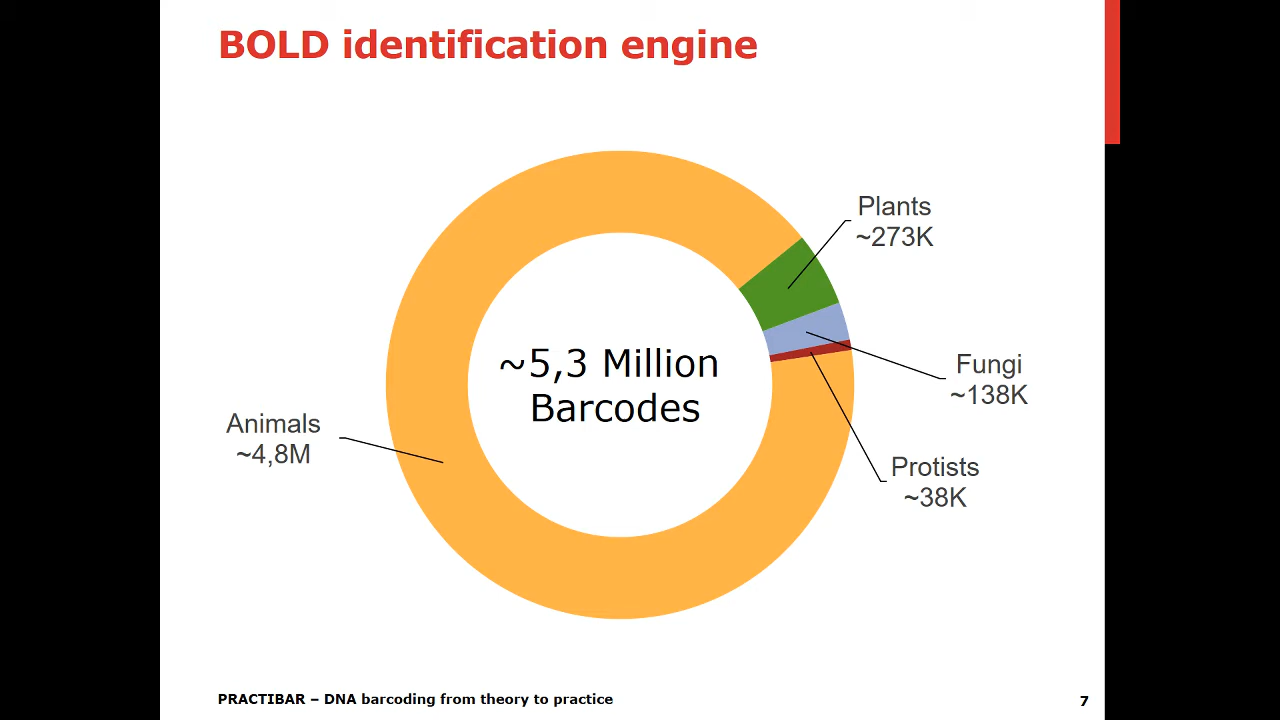 BOLD identification engine
Plants
~273K
~5,3 Million
Barcodes
Fungi
~138K
Animals
~4,8M
Protists
~38K
PRACTIBAR – DNA barcoding from theory to practice
7